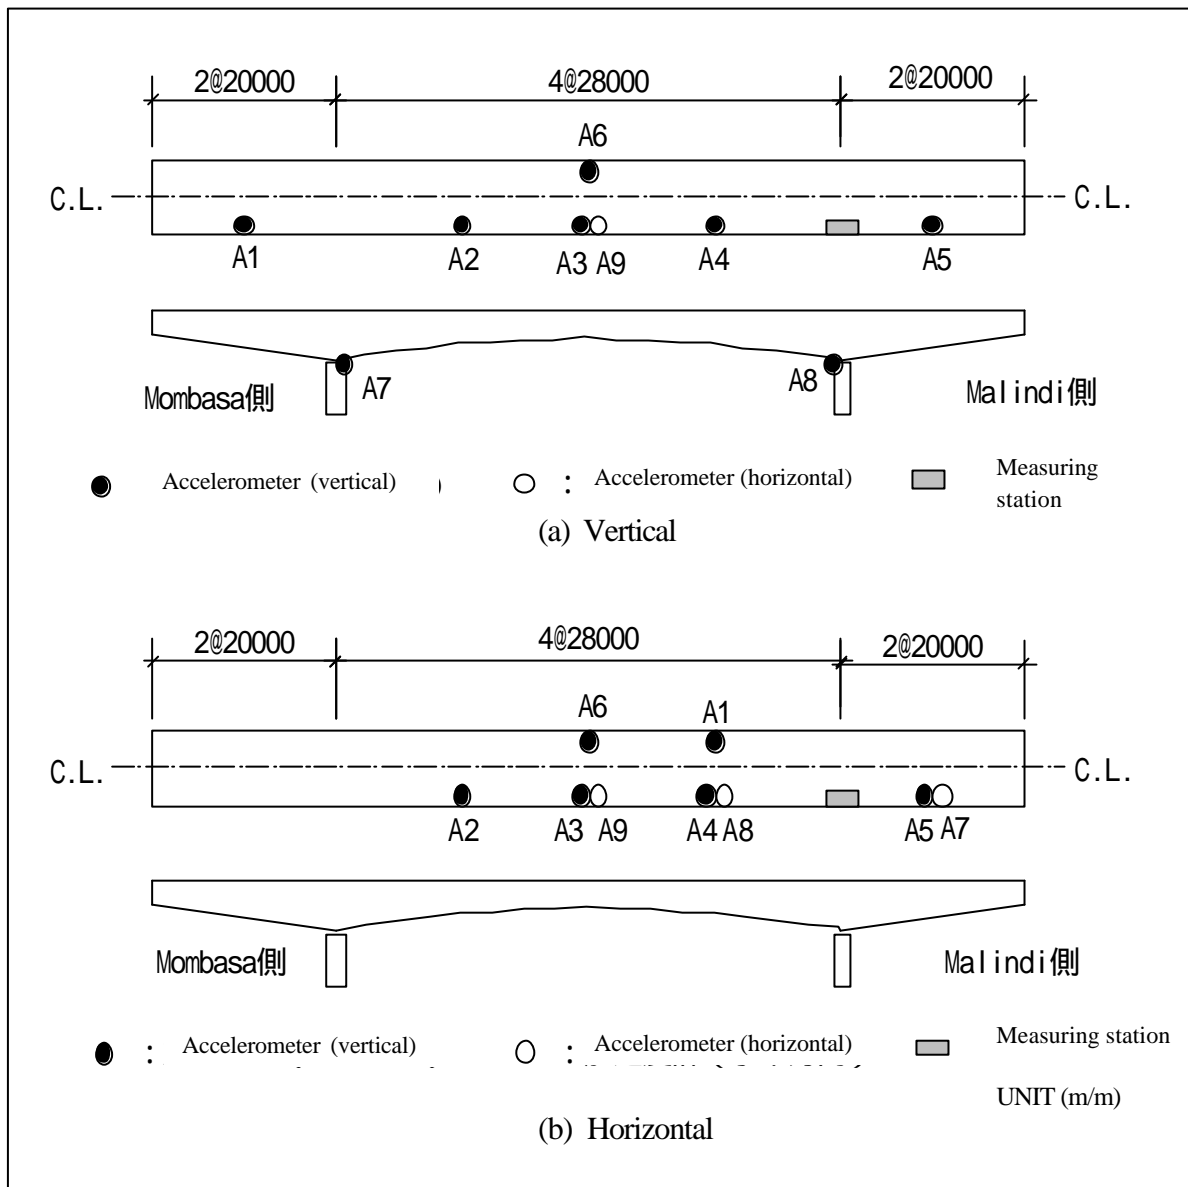 2@20000 4@28000 2@20000
A6
C.L. C.L.
A1 A2 A3 A9 A4 A5
A7 A8
Mombasa側 Malindi側
Accelerometer (vertical) : Accelerometer (horizontal) Measuring
station
(a) Vertical
2@20000 4@28000 2@20000
A6 A1
C.L. C.L.
A2 A3 A9 A4 A8 A5 A7
Mombasa側 Malindi側
: Accelerometer (vertical) : Accelerometer (horizontal) Measuring station
UNIT (m/m)
(b) Horizontal